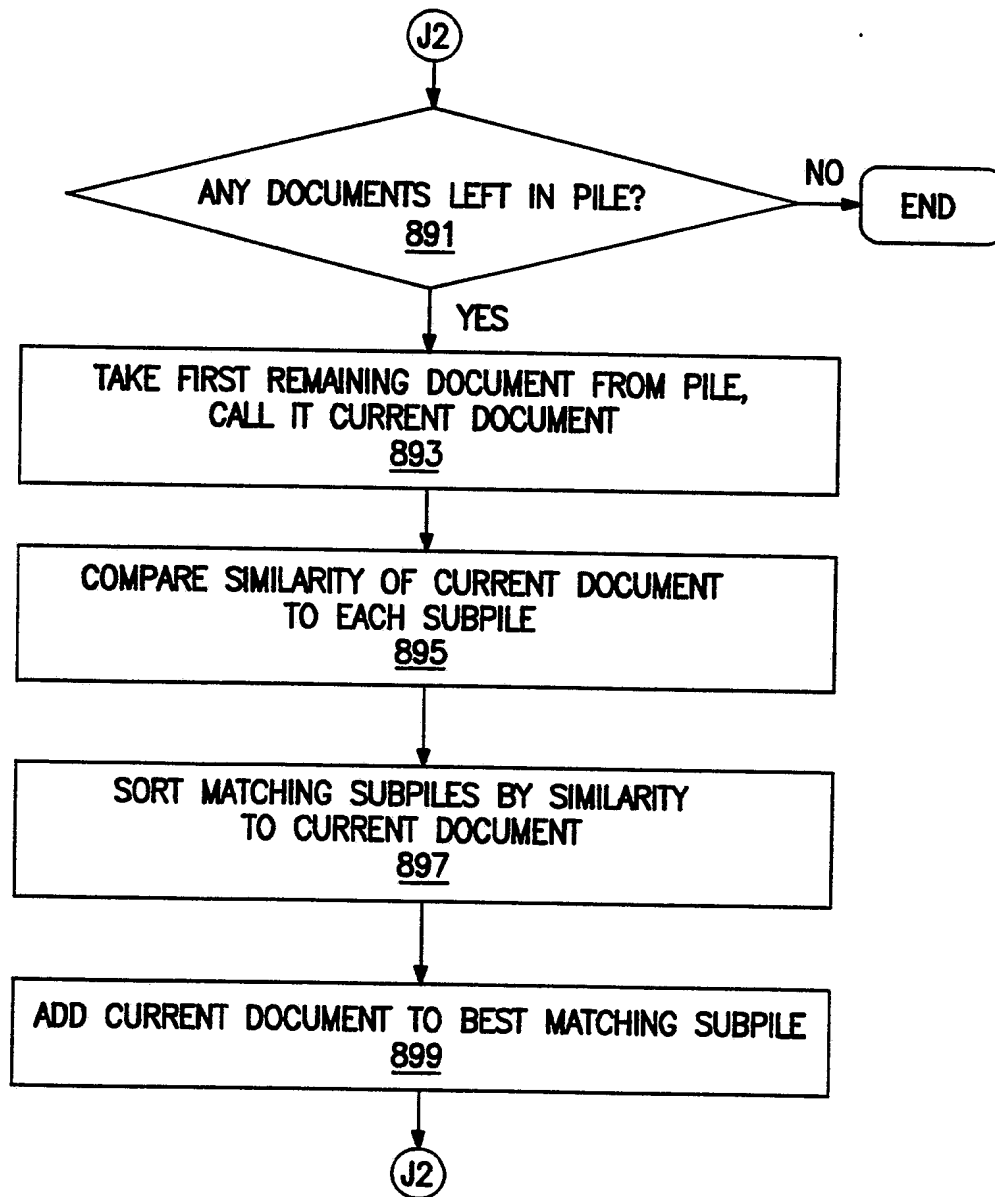 J2
ANY DOCUMENTS LEFT IN PILE?
891
NO
END
YES
TAKE FIRST REMAINING DOCUMENT FROM PILE,
CALL IT CURRENT DOCUMENT
893
COMPARE SIMILARITY OF CURRENT DOCUMENT
TO EACH SUBPILE
895
SORT MATCHING SUBPILES BY SIMILARITY
TO CURRENT DOCUMENT
897
ADD CURRENT DOCUMENT TO BEST MATCHING SUBPILE
899
J2